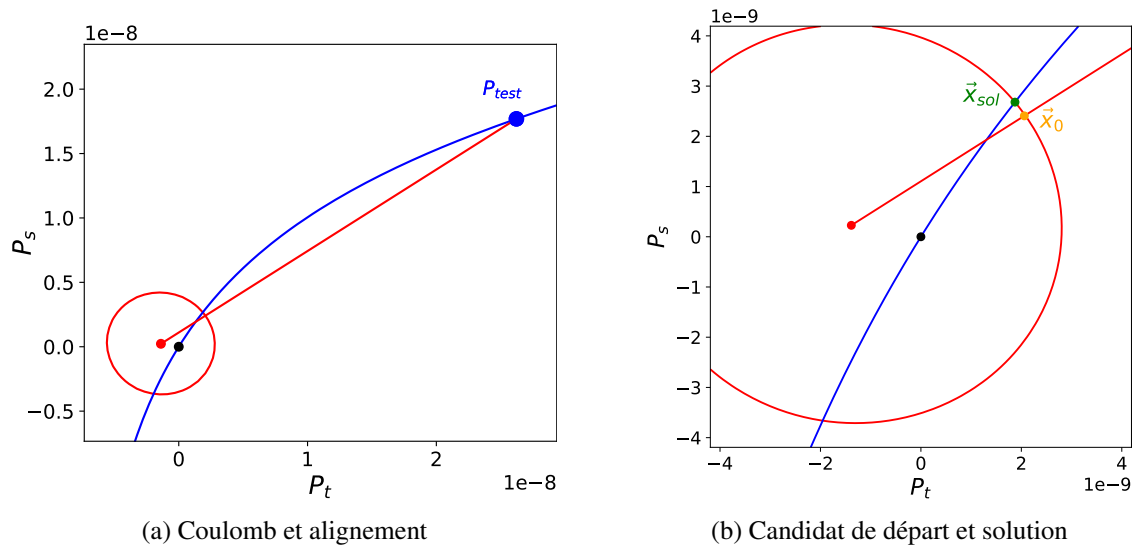 1e-8
P_s
2.0
1.5
1.0
0.5
0.0
−0.5
P_test
0
1
2
1e-8
P_t
(a) Coulomb et alignement
1e-9
P_s
4
3
2
1
0
−1
−2
−3
−4
x⃗_sol
x⃗_0
−4
−2
0
2
4
1e-9
P_t
(b) Candidat de départ et solution